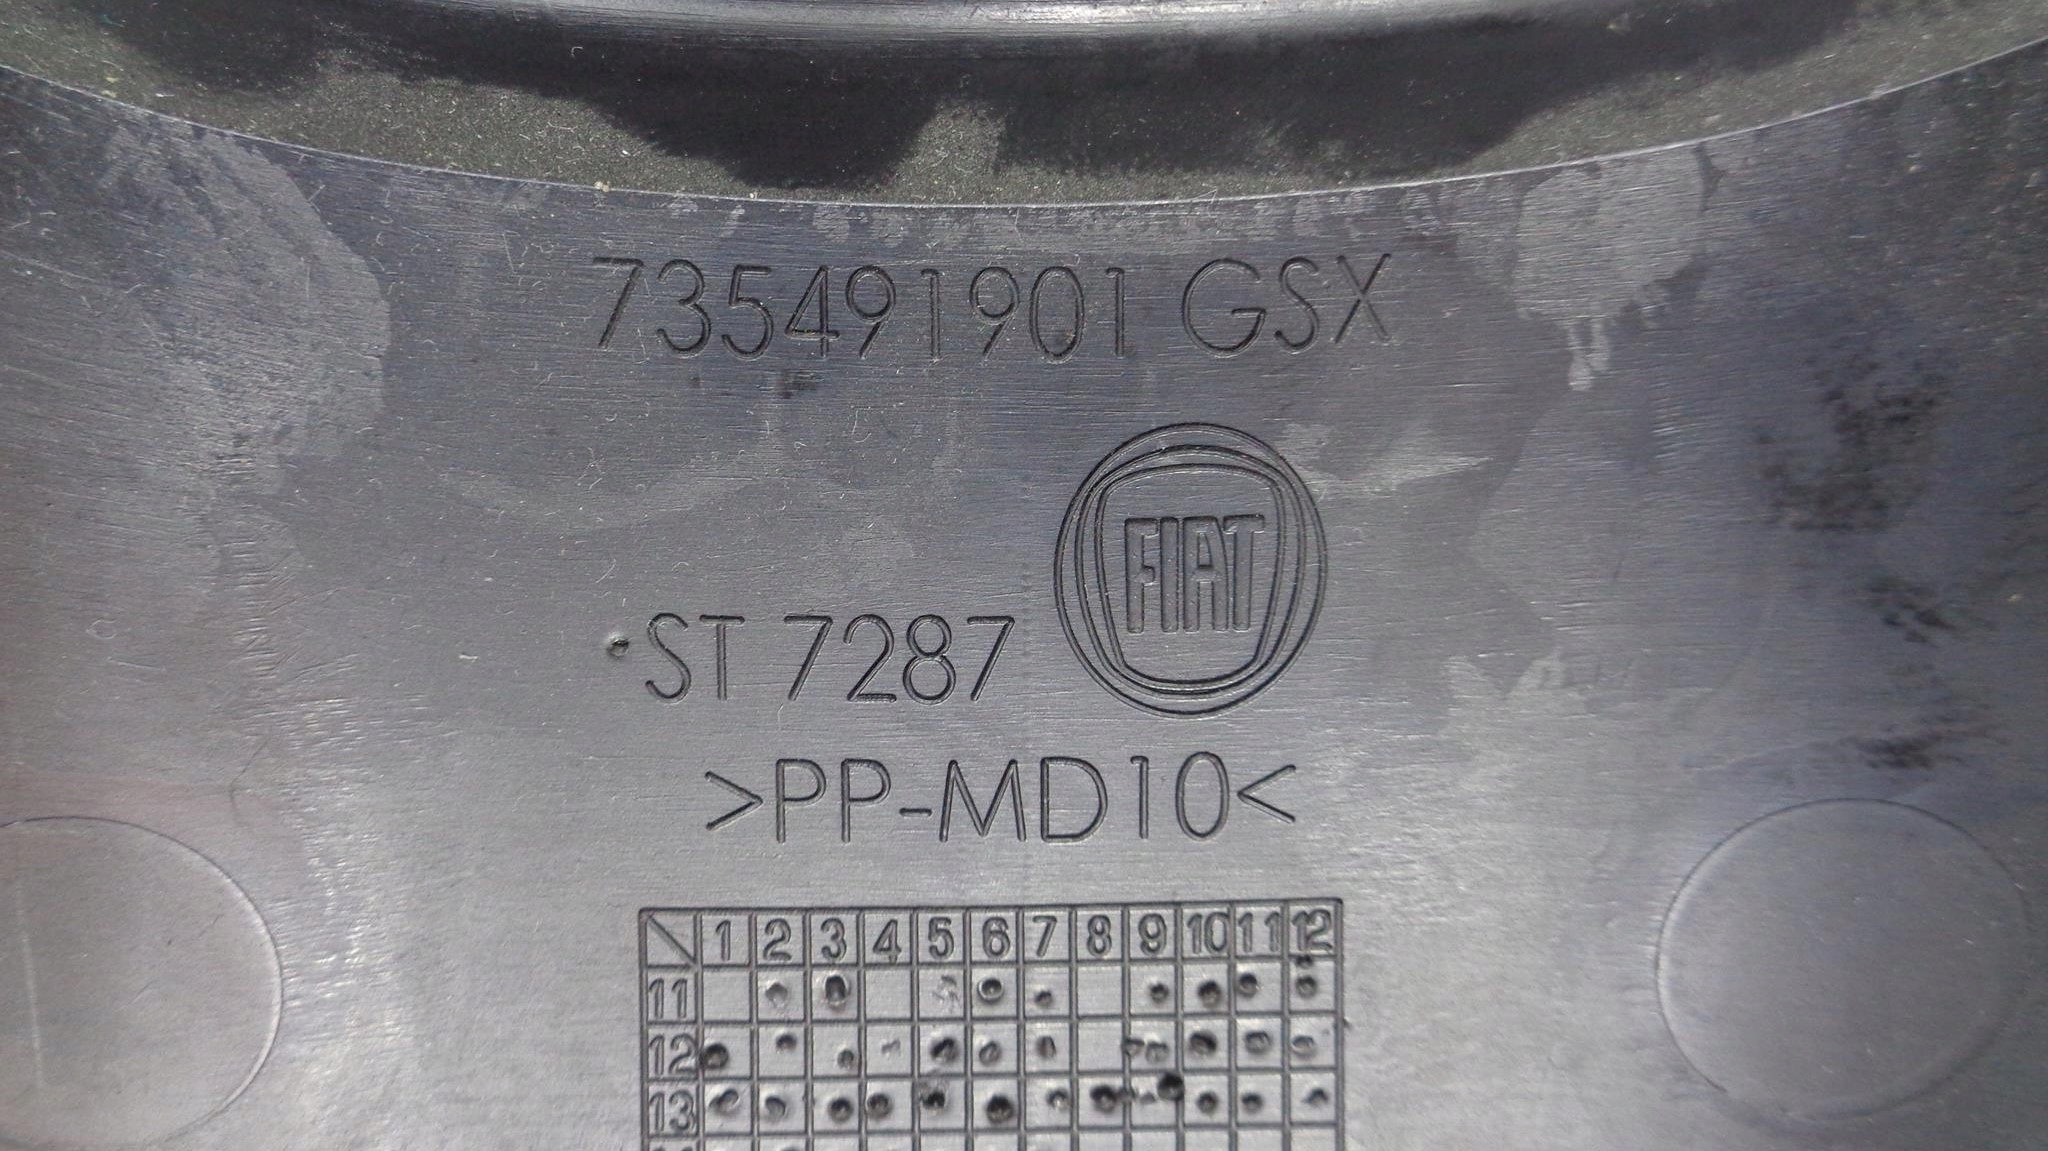 735491901 GSX
FIAT
ST 7287
>PP-MD10<
1 2 3 4 5 6 7 8 9 10 11 12
11
12
13